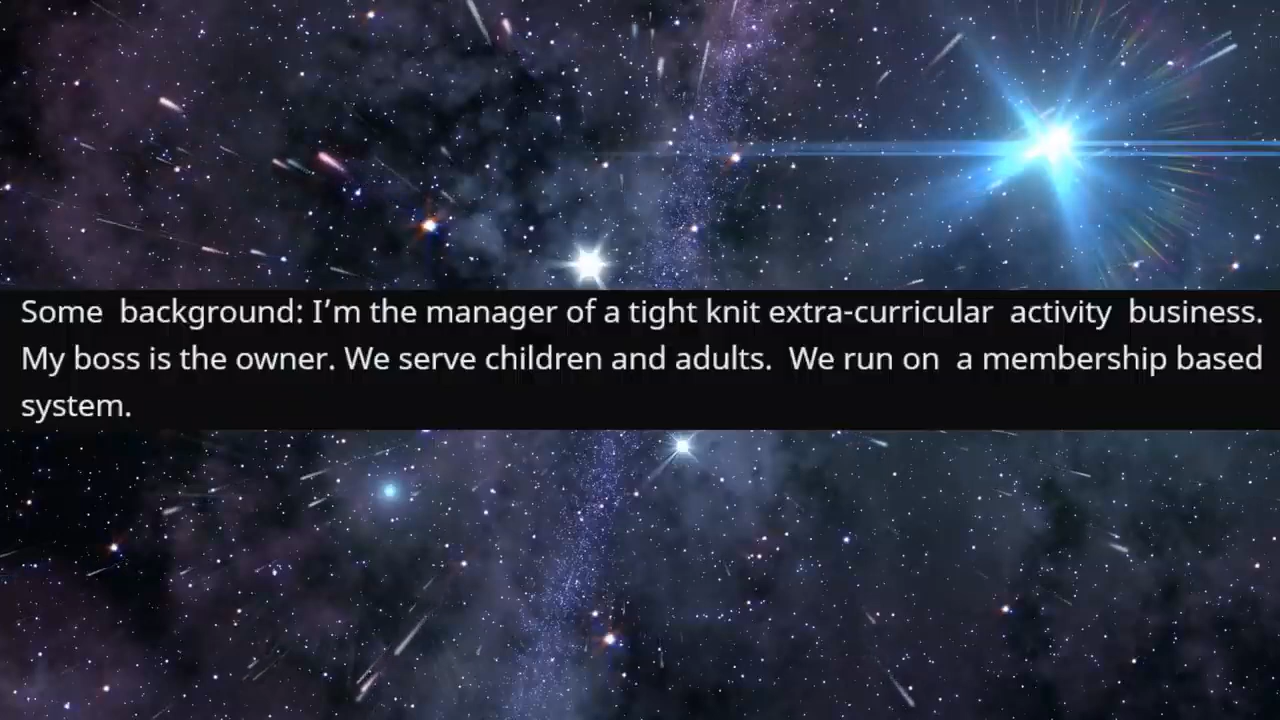 Some background: I'm the manager of a tight knit extra-curricular activity business.
My boss is the owner. We serve children and adults. We run on a membership based
system.